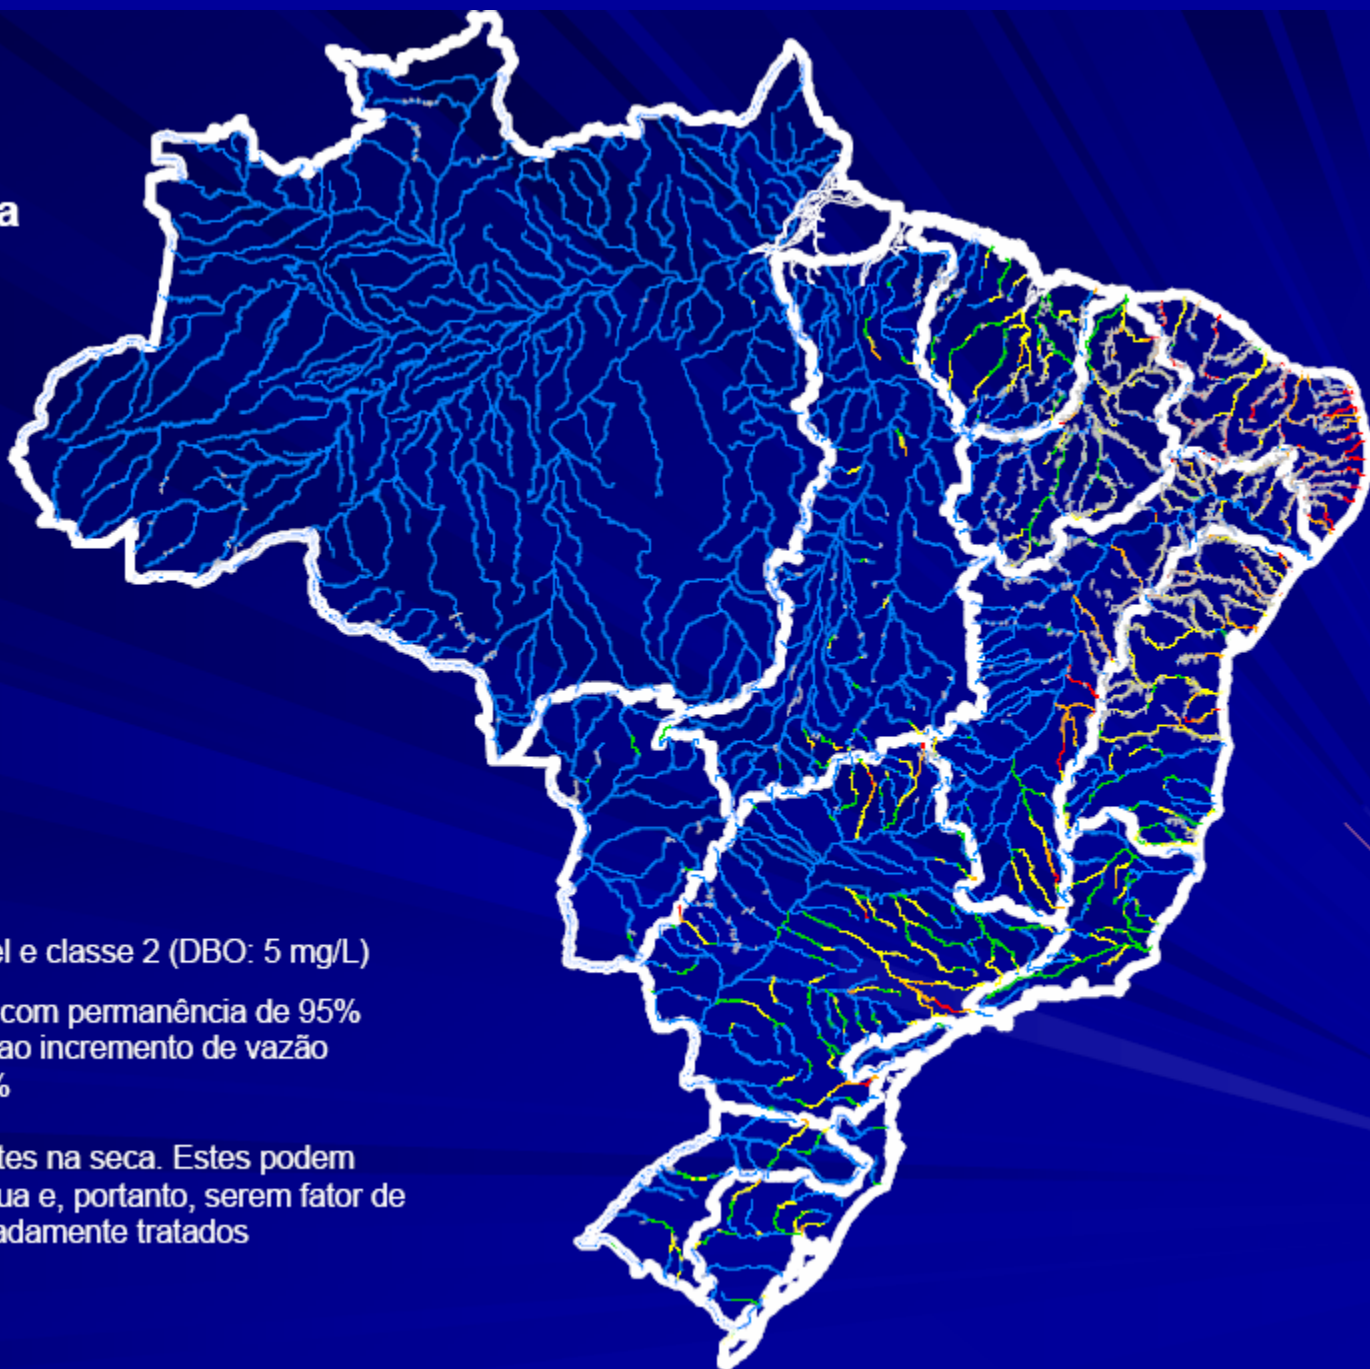 a
el e classe 2 (DBO: 5 mg/L)
com permanência de 95%
ao incremento de vazão
%
tes na seca. Estes podem
ua e, portanto, serem fator de
adamente tratados